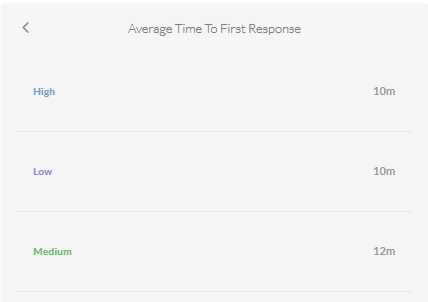 Average Time To First Response
High 10m
Low 10m
Medium 12m